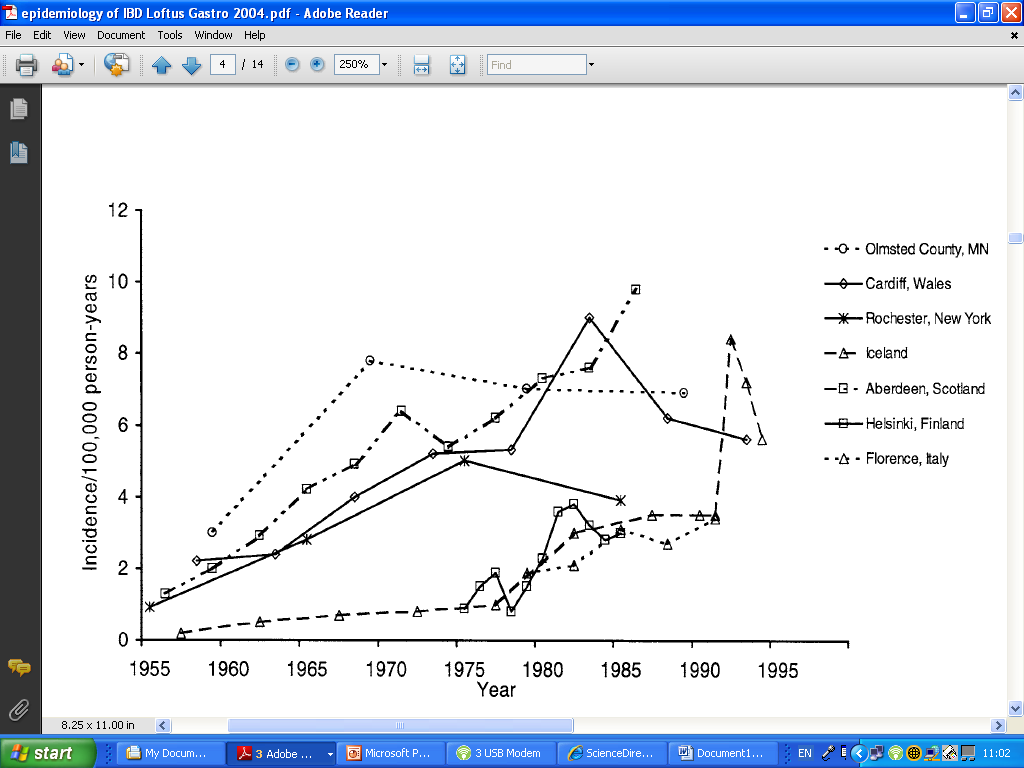 epidemiology of IBD Loftus Gastro 2004.pdf - Adobe Reader
File Edit View Document Tools Window Help
4 / 14 250% Find
12
10
8
6
4
2
0
Incidence/100,000 person-years
1955 1960 1965 1970 1975 1980 1985 1990 1995
Year
Olmsted County, MN
Cardiff, Wales
Rochester, New York
Iceland
Aberdeen, Scotland
Helsinki, Finland
Florence, Italy
8.25 x 11.00 in
start My Docum... 3 Adobe ... Microsoft P... 3 USB Modem ScienceDire... Document1... EN 11:02